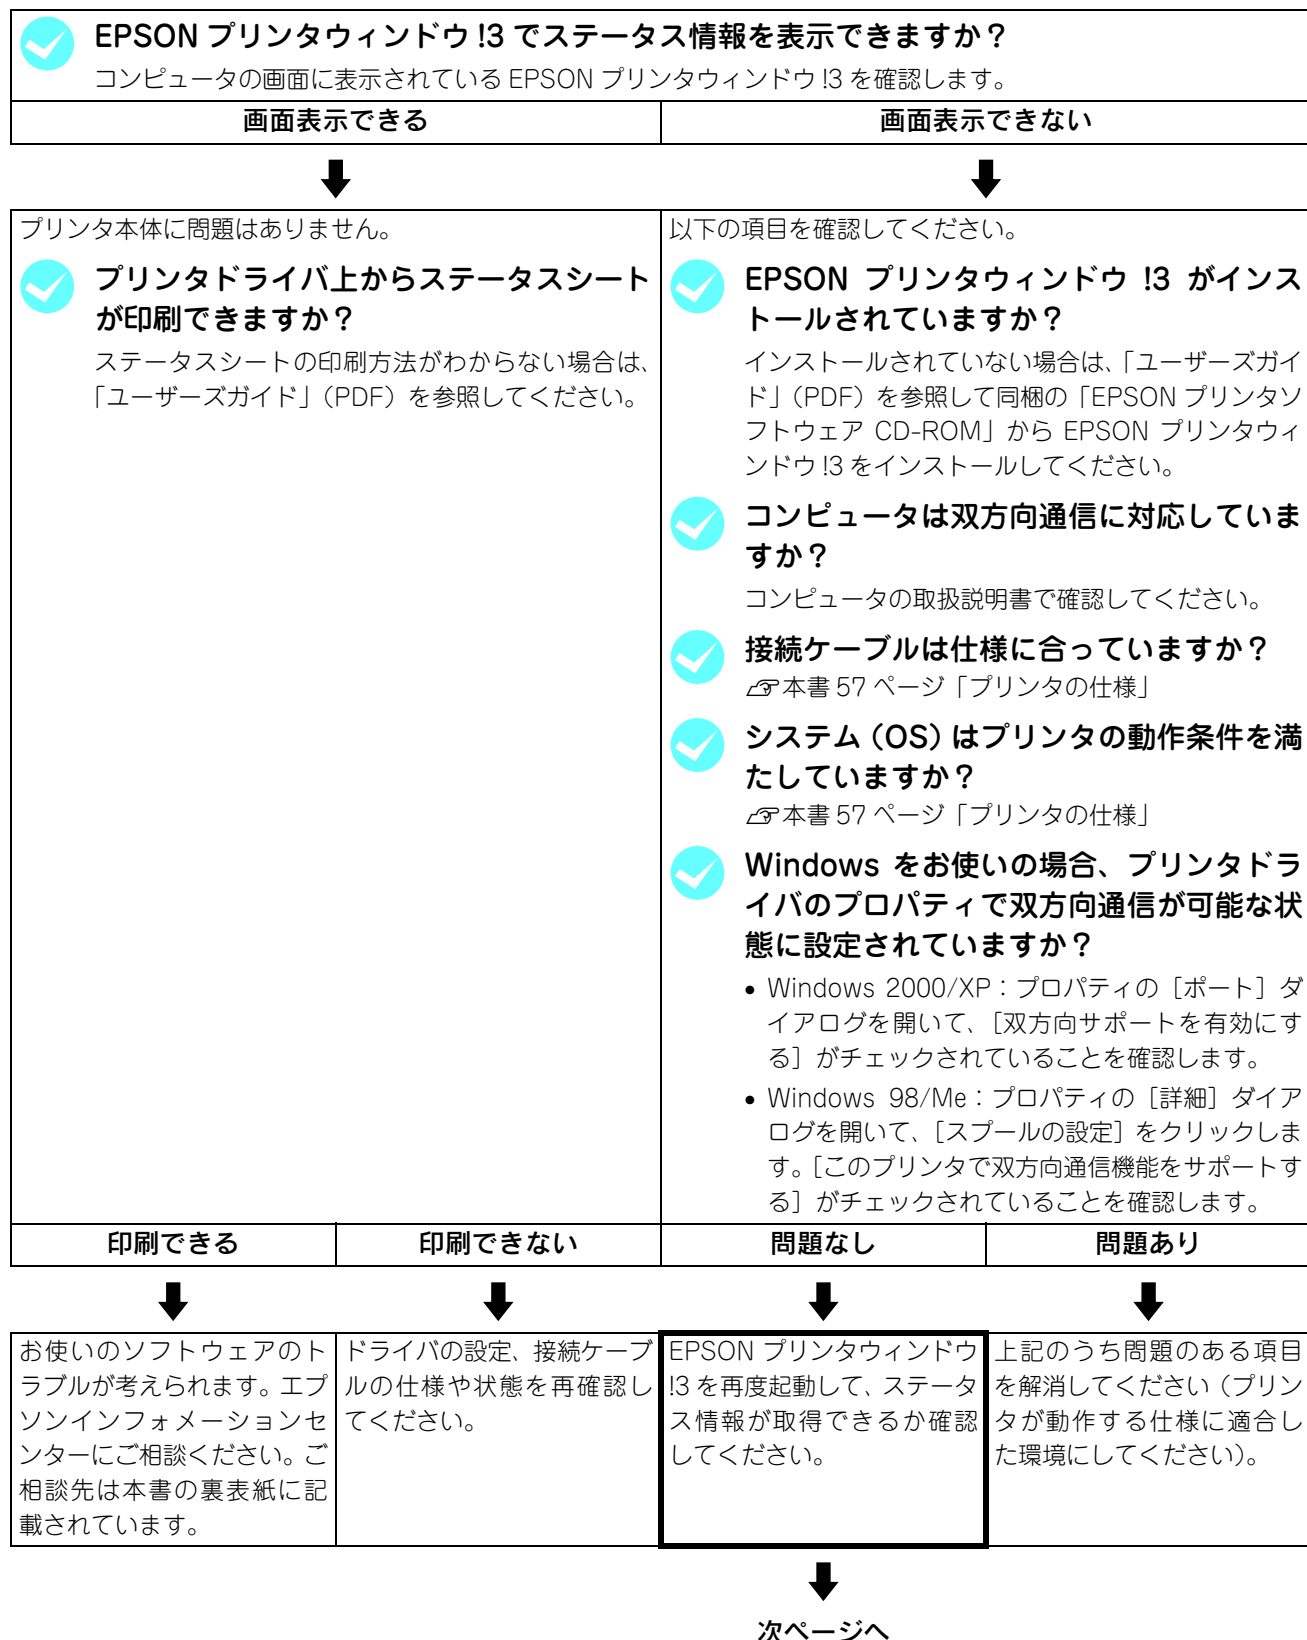 EPSON プリンタウィンドウ!3 でステータス情報を表示できますか？
コンピュータの画面に表示されている EPSON プリンタウィンドウ!3 を確認します。
画面表示できる
画面表示できない
プリンタ本体に問題はありません。
プリンタドライバ上からステータスシート
が印刷できますか？
ステータスシートの印刷方法がわからない場合は、
「ユーザーズガイド」（PDF）を参照してください。
以下の項目を確認してください。
EPSON プリンタウィンドウ !3 がインス
トールされていますか？
インストールされていない場合は、「ユーザーズガイ
ド」（PDF）を参照して同梱の「EPSON プリンタソ
フトウェア CD-ROM」から EPSON プリンタウィ
ンドウ!3 をインストールしてください。
コンピュータは双方向通信に対応していま
すか？
コンピュータの取扱説明書で確認してください。
接続ケーブルは仕様に合っていますか？
本書 57 ページ「プリンタの仕様」
システム（OS）はプリンタの動作条件を満
たしていますか？
本書 57 ページ「プリンタの仕様」
Windows をお使いの場合、プリンタドラ
イバのプロパティで双方向通信が可能な状
態に設定されていますか？
• Windows 2000/XP：プロパティの［ポート］ダ
イアログを開いて、［双方向サポートを有効にす
る］がチェックされていることを確認します。
• Windows 98/Me：プロパティの［詳細］ダイア
ログを開いて、［スプールの設定］をクリックしま
す。［このプリンタで双方向通信機能をサポートす
る］がチェックされていることを確認します。
印刷できる
印刷できない
問題なし
問題あり
お使いのソフトウェアのト
ラブルが考えられます。エプ
ソンインフォメーションセ
ンターにご相談ください。ご
相談先は本書の裏表紙に記
載されています。
ドライバの設定、接続ケーブ
ルの仕様や状態を再確認し
てください。
EPSON プリンタウィンドウ
!3 を再度起動して、ステータ
ス情報が取得できるか確認
してください。
上記のうち問題のある項目
を解消してください（プリン
タが動作する仕様に適合し
た環境にしてください）。
次ページへ